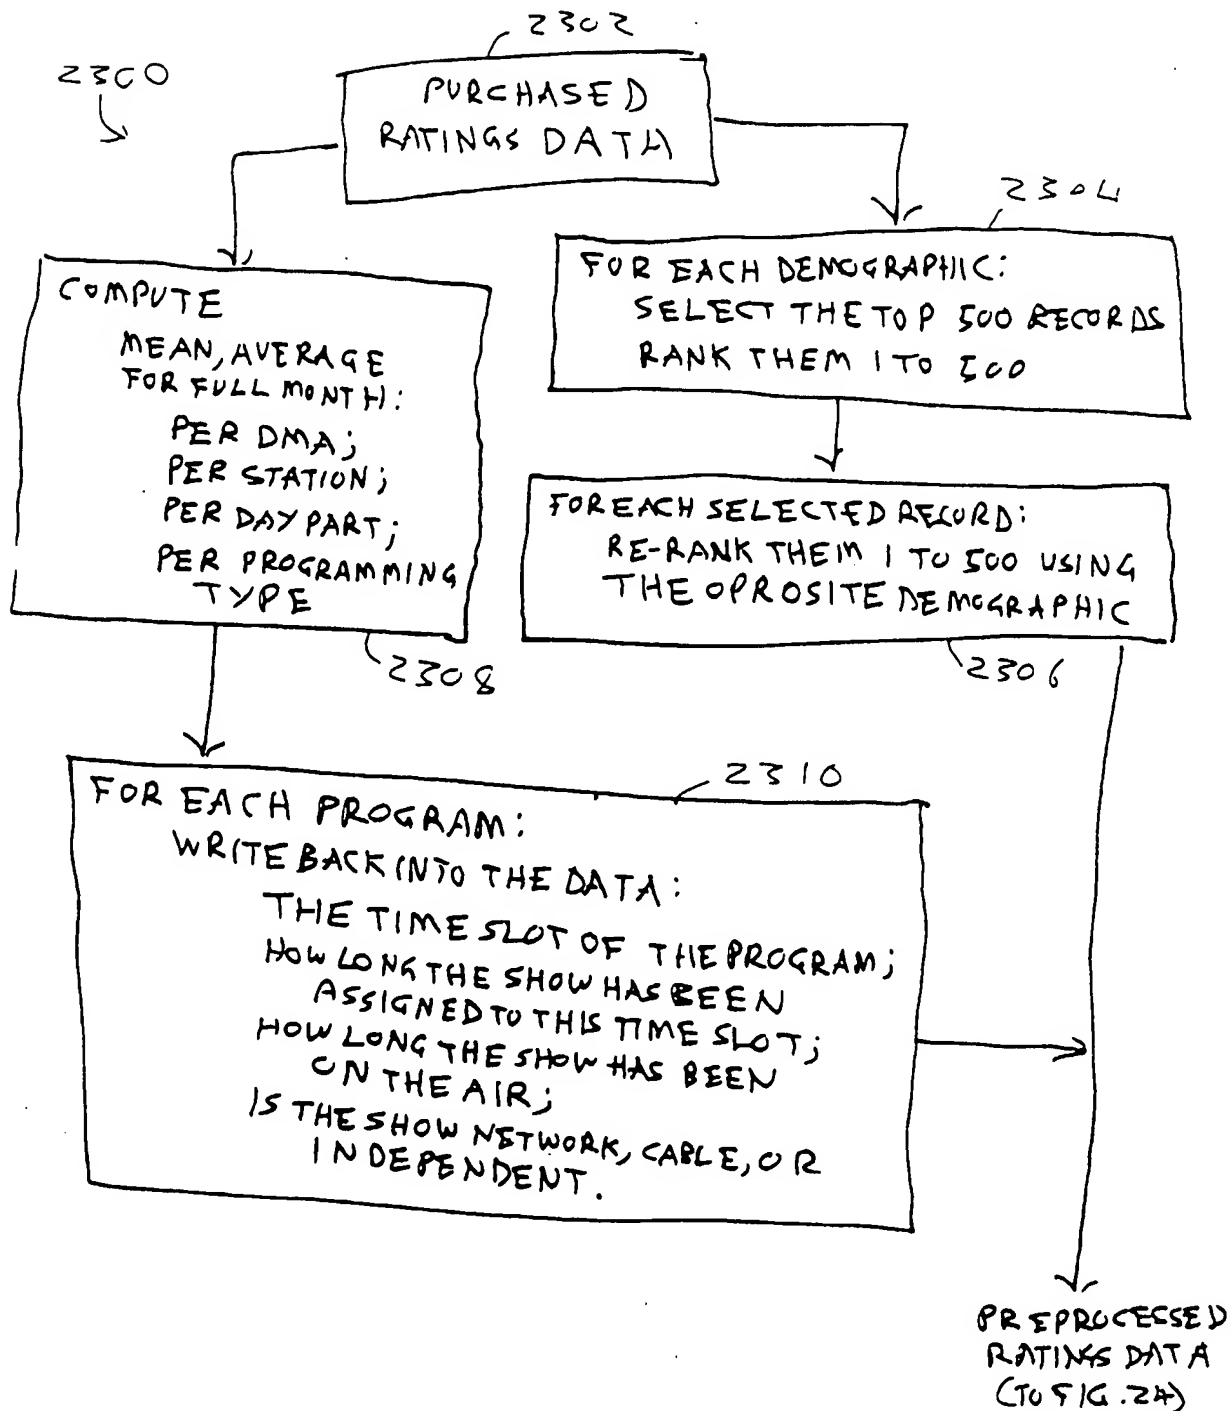 2302
2300
PURCHASED
RATINGS DATA
2304
FOR EACH DEMOGRAPHIC:
SELECT THE TOP 500 RECORDS
RANK THEM 1 TO 500
COMPUTE
MEAN, AVERAGE
FOR FULL MONTH:
PER DMA;
PER STATION;
PER DAY PART;
PER PROGRAMMING
TYPE
2308
FOR EACH SELECTED RECORD:
RE-RANK THEM 1 TO 500 USING
THE OPPOSITE DEMOGRAPHIC
2306
2310
FOR EACH PROGRAM:
WRITE BACK INTO THE DATA:
THE TIME SLOT OF THE PROGRAM;
HOW LONG THE SHOW HAS BEEN
ASSIGNED TO THIS TIME SLOT;
HOW LONG THE SHOW HAS BEEN
ON THE AIR;
IS THE SHOW NETWORK, CABLE, OR
INDEPENDENT.
PREPROCESSED
RATINGS DATA
(TO FIG. 24)